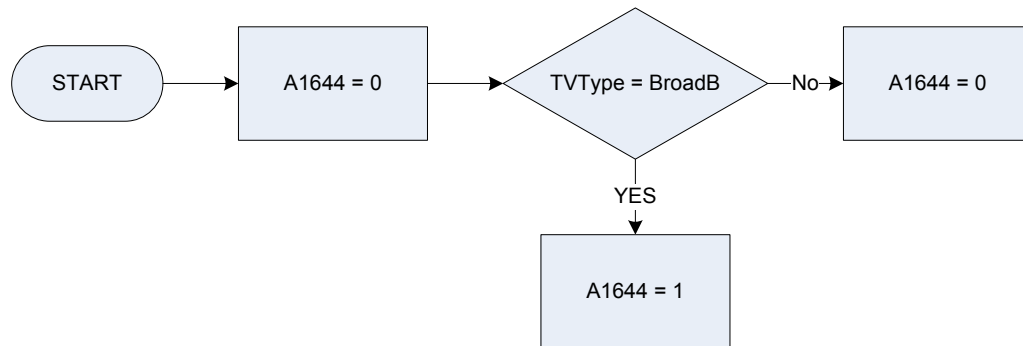 START
A1644 = 0
TVType = BroadB
No
A1644 = 0
YES
A1644 = 1